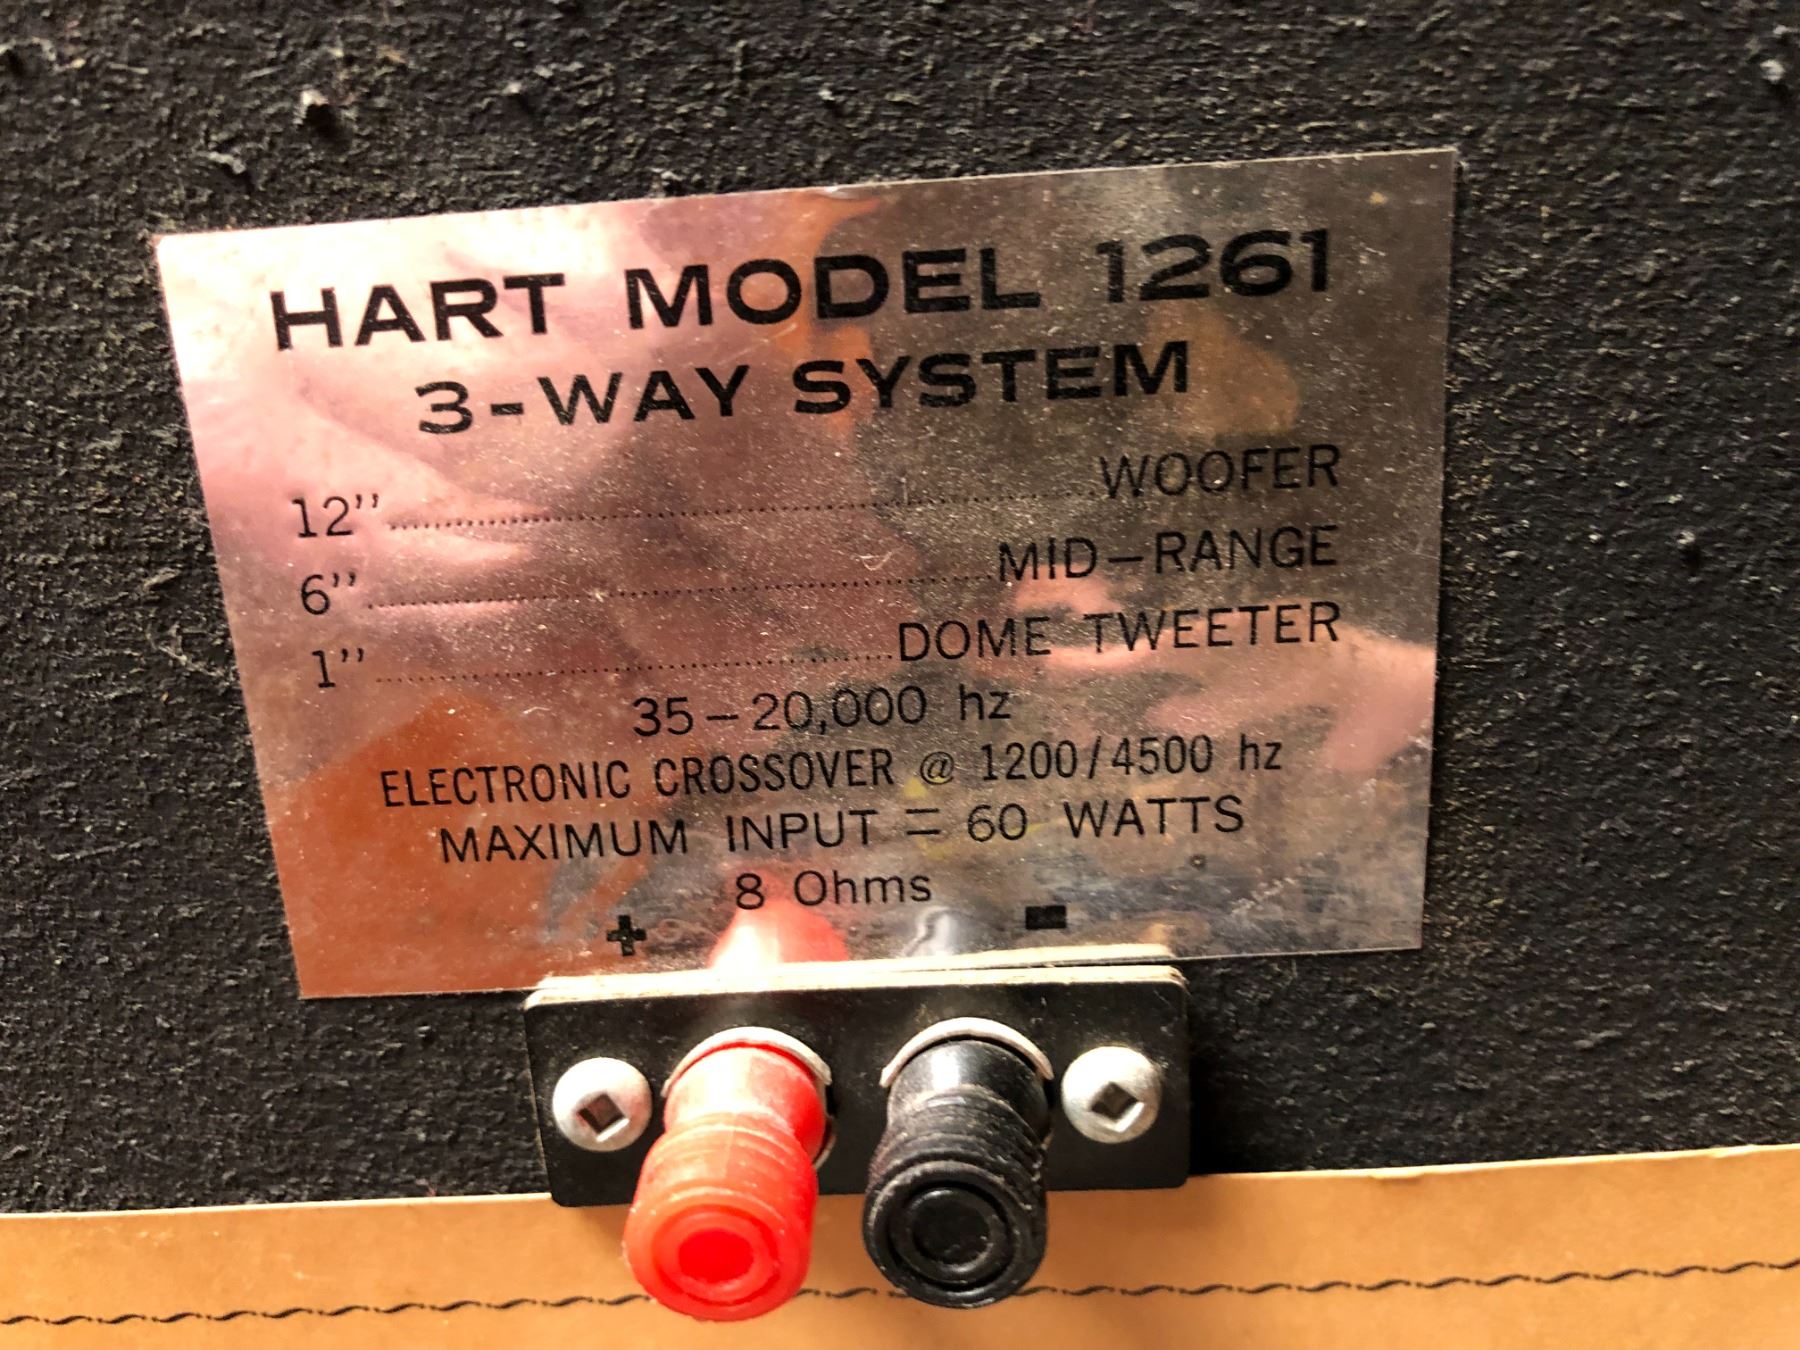 HART MODEL 1261
3-WAY SYSTEM
12"........................WOOFER
6"........................MID-RANGE
1"........................DOME TWEETER
35-20,000 hz
ELECTRONIC CROSSOVER @ 1200/4500 hz
MAXIMUM INPUT = 60 WATTS
8 Ohms
+ -